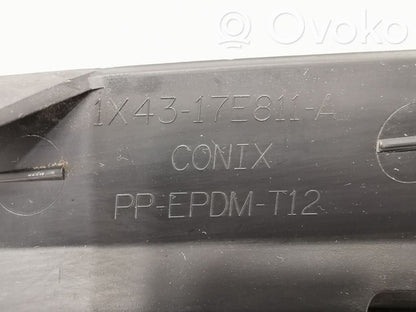 Ovoko
1X43-17E811-A
CONIX
PP-EPDM-T12